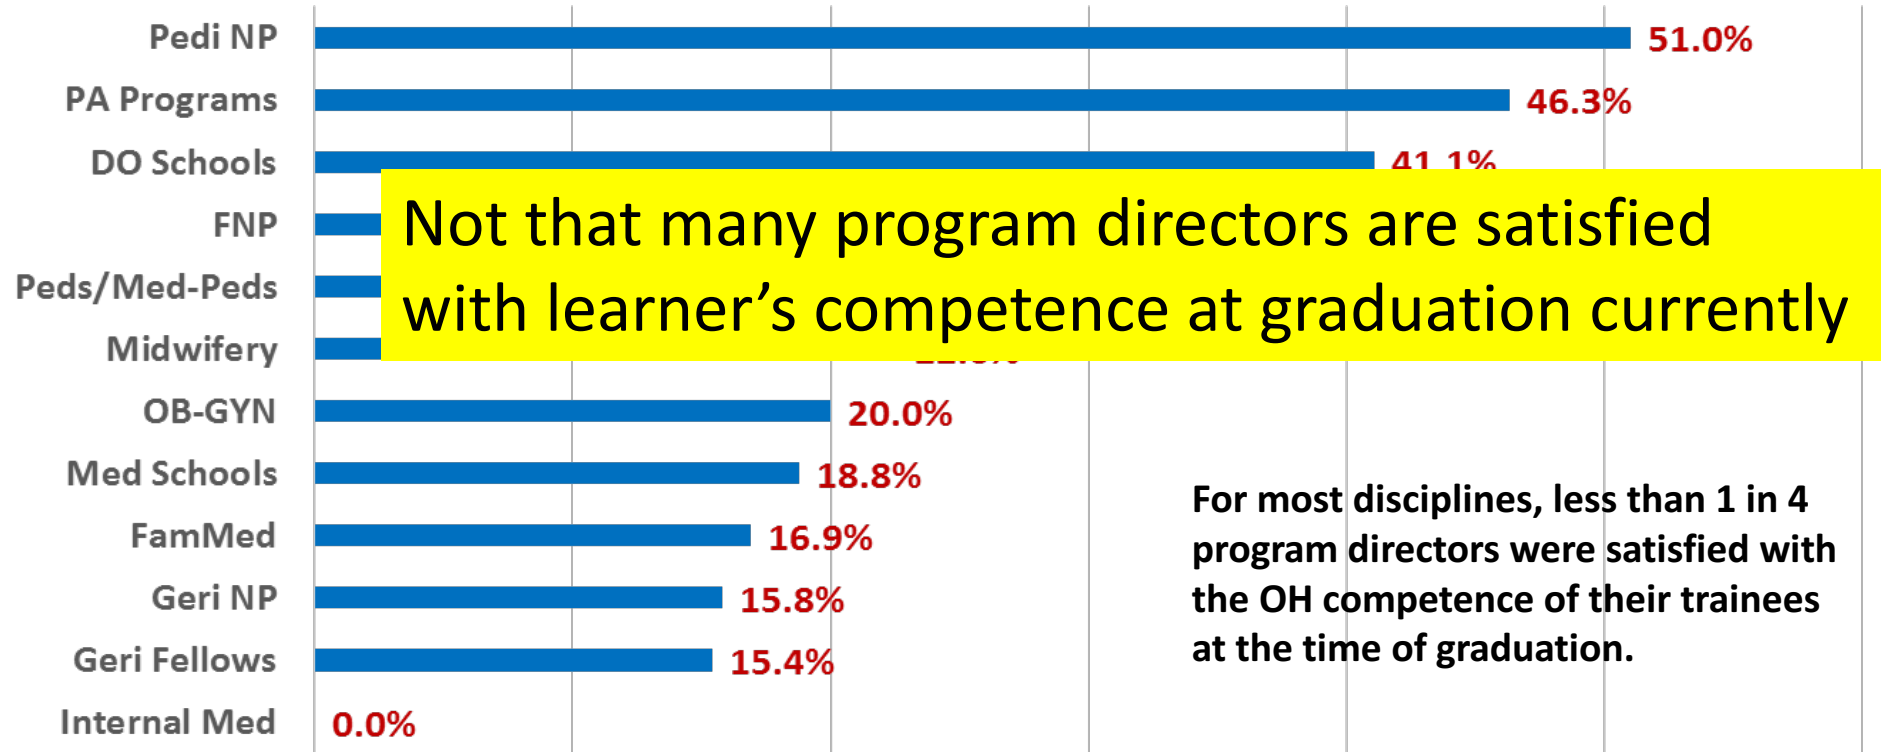 Pedi NP 51.0%
PA Programs 46.3%
DO Schools 41.1%
FNP
Peds/Med-Peds
Midwifery
Not that many program directors are satisfied
with learner’s competence at graduation currently
OB-GYN 20.0%
Med Schools 18.8%
FamMed 16.9%
Geri NP 15.8%
Geri Fellows 15.4%
Internal Med 0.0%
For most disciplines, less than 1 in 4
program directors were satisfied with
the OH competence of their trainees
at the time of graduation.